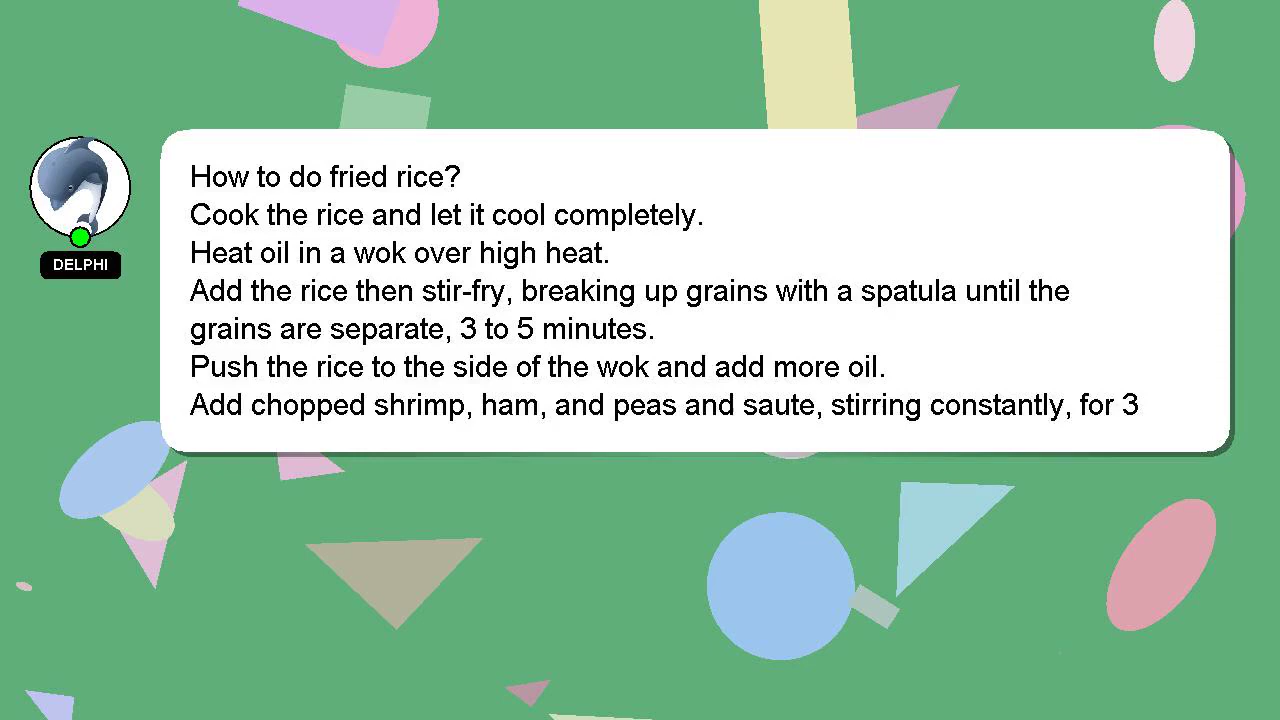 How to do fried rice?
Cook the rice and let it cool completely.
Heat oil in a wok over high heat.
Add the rice then stir-fry, breaking up grains with a spatula until the
grains are separate, 3 to 5 minutes.
Push the rice to the side of the wok and add more oil.
Add chopped shrimp, ham, and peas and saute, stirring constantly, for 3
DELPHI